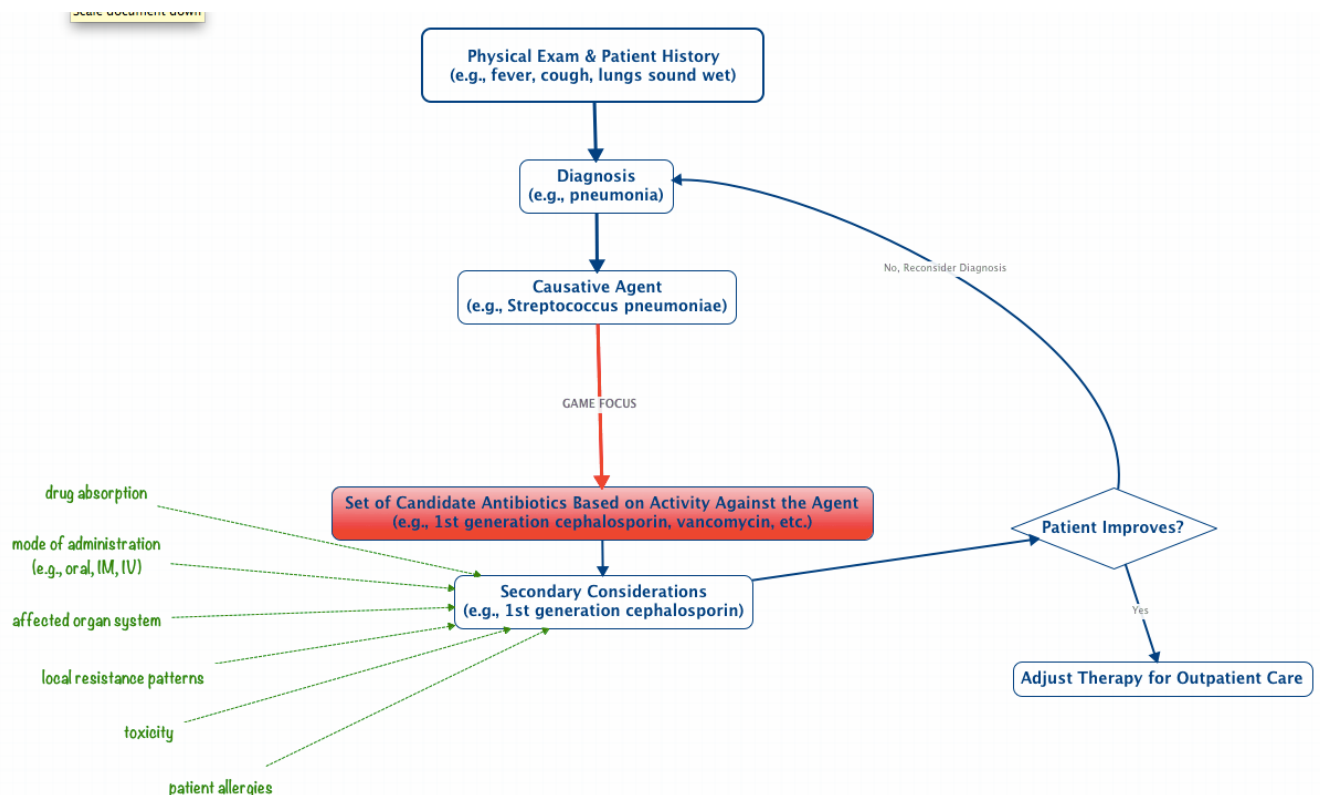 Scale document down
Physical Exam & Patient History
(e.g., fever, cough, lungs sound wet)
Diagnosis
(e.g., pneumonia)
No, Reconsider Diagnosis
Causative Agent
(e.g., Streptococcus pneumoniae)
GAME FOCUS
Set of Candidate Antibiotics Based on Activity Against the Agent
(e.g., 1st generation cephalosporin, vancomycin, etc.)
Patient Improves?
Secondary Considerations
(e.g., 1st generation cephalosporin)
drug absorption
mode of administration
(e.g., oral, IM, IV)
affected organ system
local resistance patterns
toxicity
patient allergies
Yes
Adjust Therapy for Outpatient Care